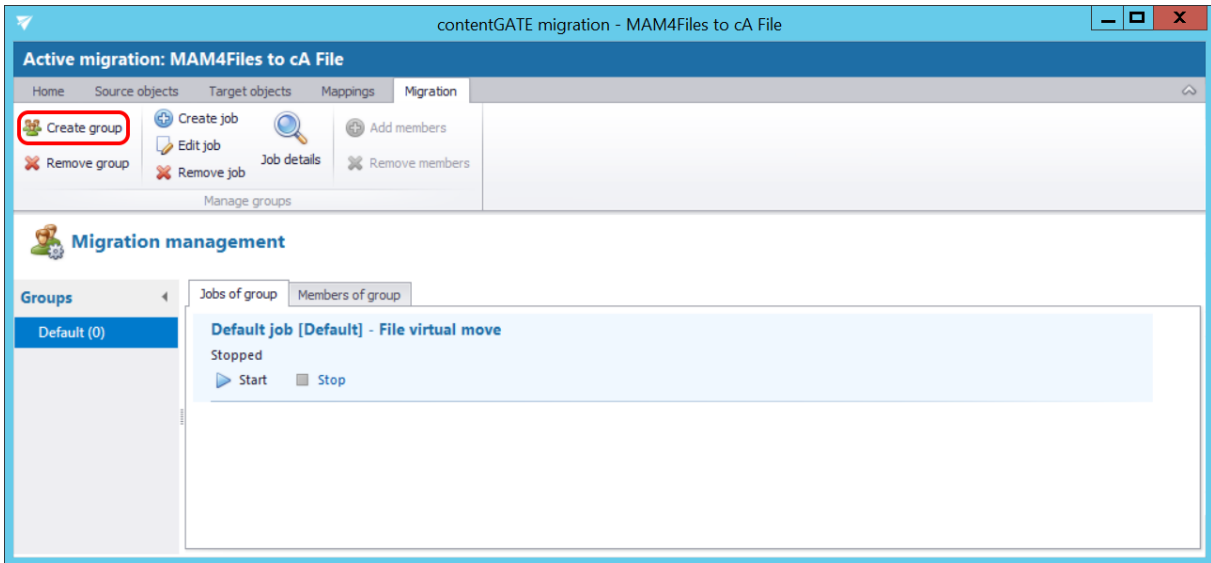 contentGATE migration - MAM4Files to cA File
Active migration: MAM4Files to cA File
Home Source objects Target objects Mappings Migration
Create group
Remove group
Create job
Edit job
Remove job
Job details
Add members
Remove members
Manage groups
Migration management
Groups
Default (0)
Jobs of group Members of group
Default job [Default] - File virtual move
Stopped
Start Stop